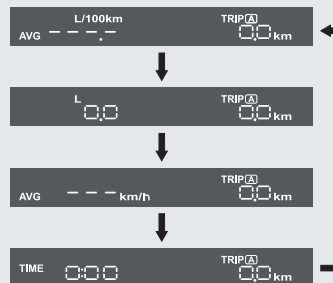 L/100km TRIP A
AVG - - - . - 0.0 km
L TRIP A
0.0 0.0 km
TRIP A
AVG - - - km/h 0.0 km
TRIP A
TIME 0:00 0.0 km